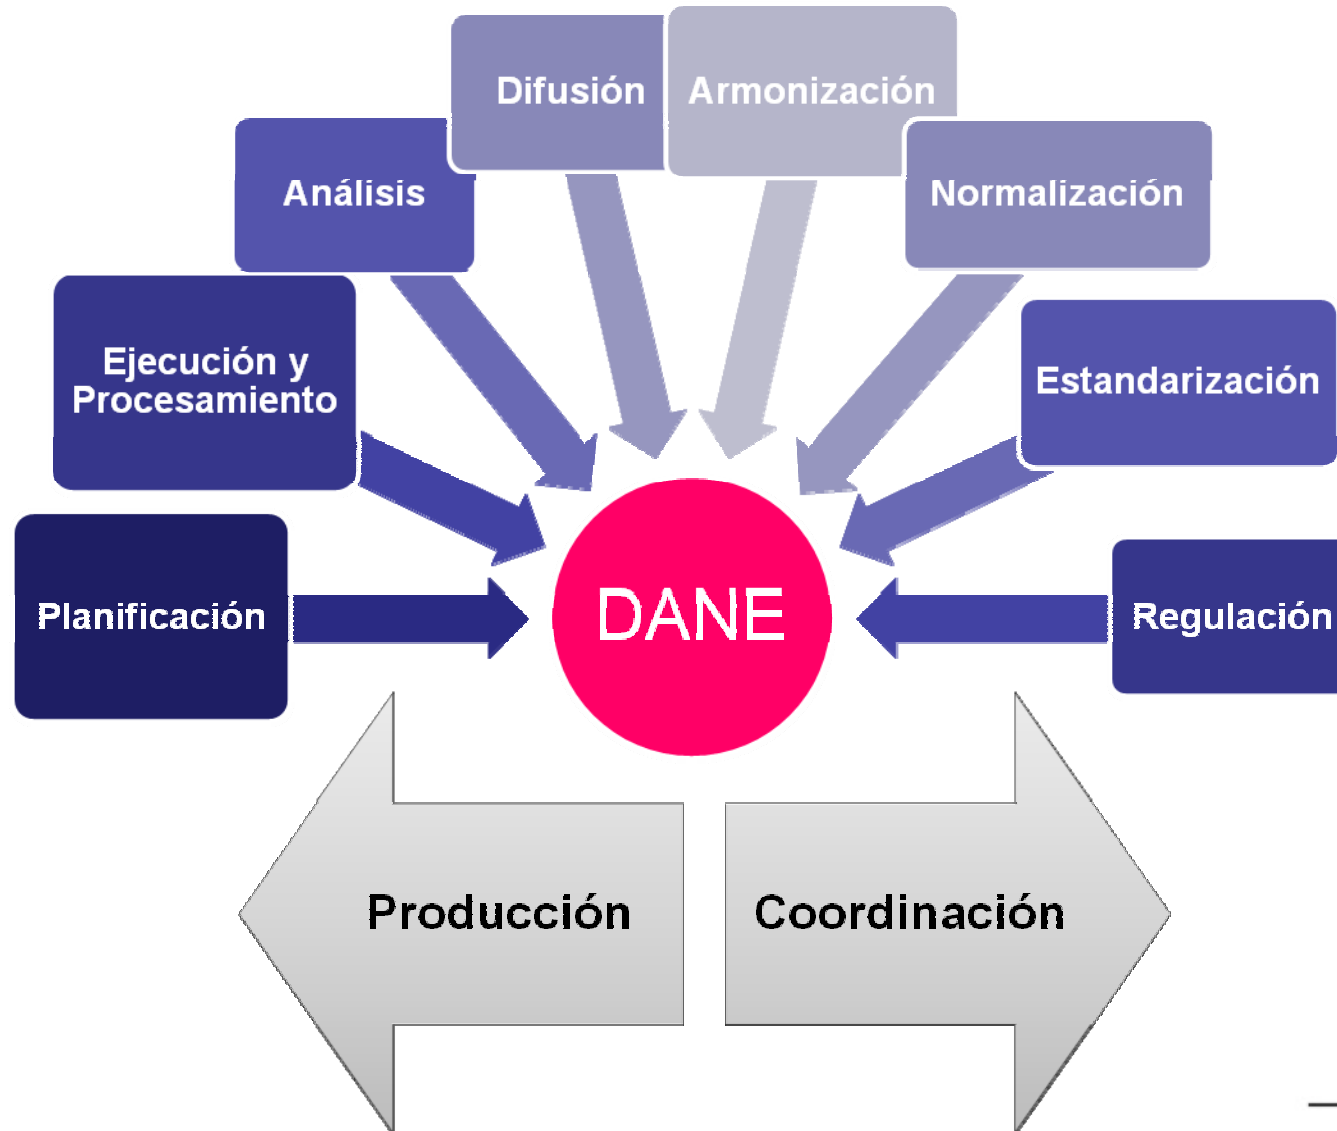 Difusión
Armonización
Análisis
Normalización
Ejecución y
Procesamiento
Estandarización
Planificación
DANE
Regulación
Producción
Coordinación